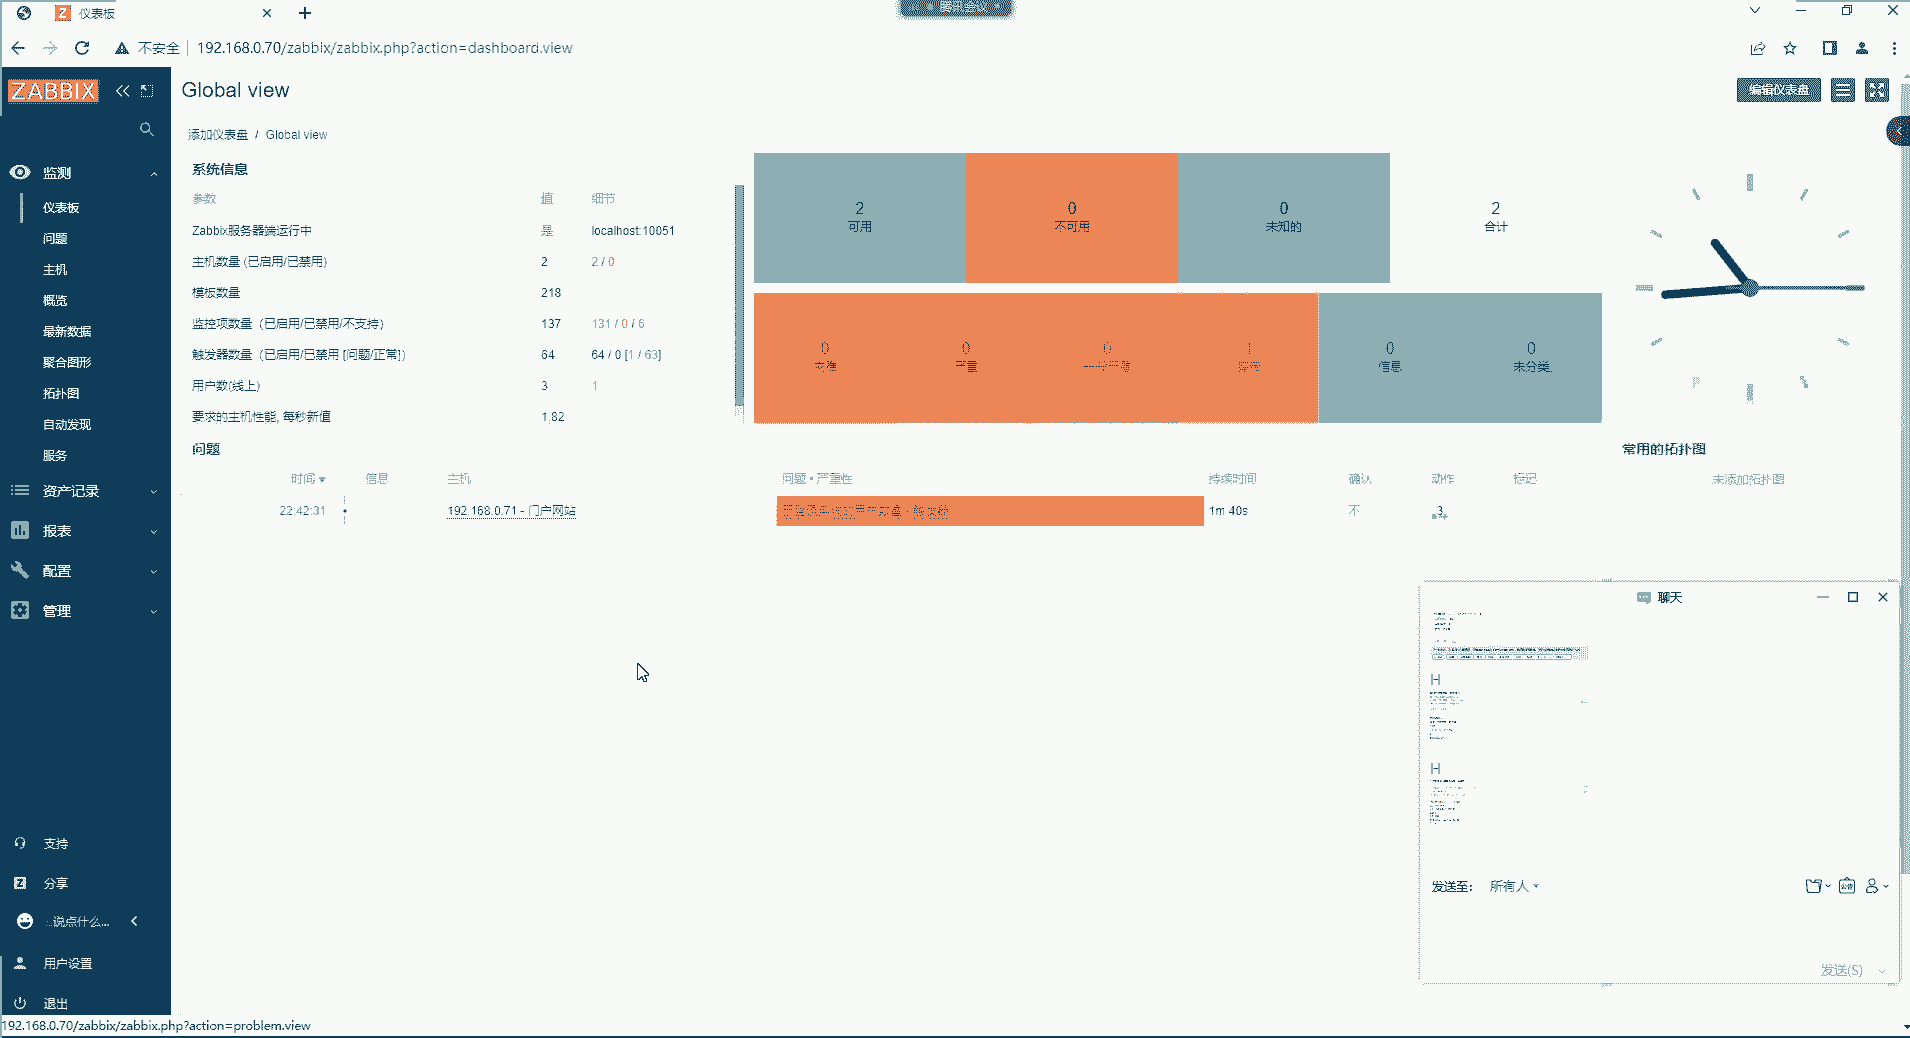 仪表板
腾讯会议
不安全
192.168.0.70/zabbix/zabbix.php?action=dashboard.view
ZABBIX
Global view
编辑仪表盘
添加仪表盘 / Global view
监测
仪表板
问题
主机
概览
最新数据
聚合图形
拓扑图
自动发现
服务
资产记录
报表
配置
管理
支持
分享
说点什么...
用户设置
退出
系统信息
参数 值 细节
Zabbix服务器端运行中 是 localhost:10051
主机数量 (已启用/已禁用) 2 2 / 0
模板数量 218
监控项数量 (已启用/已禁用/不支持) 137 131 / 0 / 6
触发器数量 (已启用/已禁用 [问题/正常]) 64 64 / 0 [1 / 63]
用户数(线上) 3 1
要求的主机性能, 每秒新值 1.82
2 可用
0 不可用
0 未知的
2 合计
0
0 严重
0 一般严重
1
0 信息
0 未分类
问题
时间 信息 主机 问题 • 严重性 持续时间 确认 动作 标记
22:42:31 192.168.0.71 - 门户网站 1m 40s 不 3
常用的拓扑图
未添加拓扑图
聊天
H
H
发送至: 所有人
发送(S)
192.168.0.70/zabbix/zabbix.php?action=problem.view